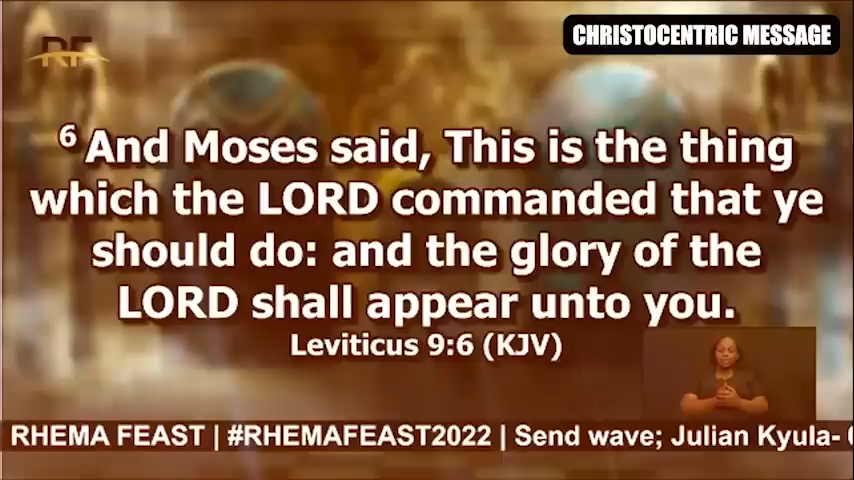 RF
CHRISTOCENTRIC MESSAGE
6 And Moses said, This is the thing
which the LORD commanded that ye
should do: and the glory of the
LORD shall appear unto you.
Leviticus 9:6 (KJV)
RHEMA FEAST | #RHEMAFEAST2022 | Send wave; Julian Kyula-